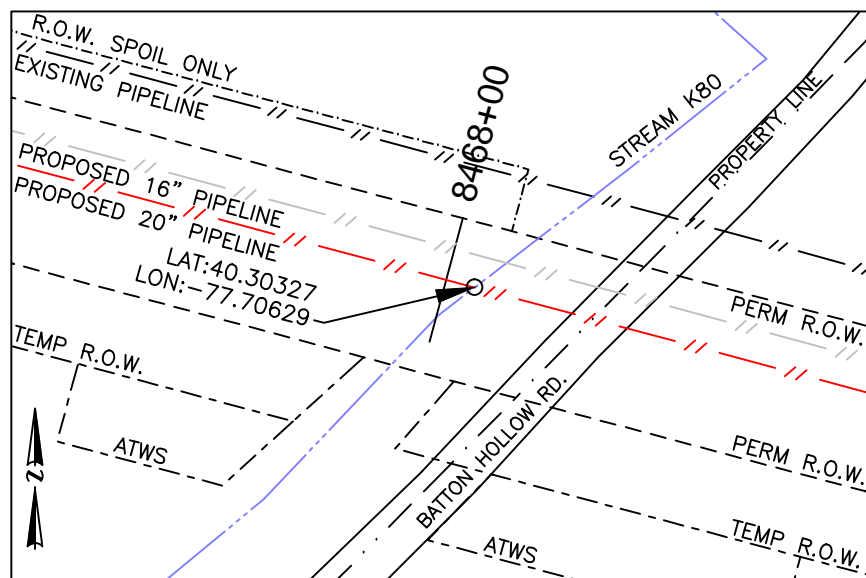 R.O.W. SPOIL ONLY
EXISTING PIPELINE
8468+00
STREAM K80
PROPERTY LINE
PROPOSED 16" PIPELINE
PROPOSED 20" PIPELINE
LAT:40.30327
LON:-77.70629
PERM R.O.W.
TEMP R.O.W.
BATTON HOLLOW RD.
PERM R.O.W.
ATWS
TEMP R.O.W.
ATWS
N